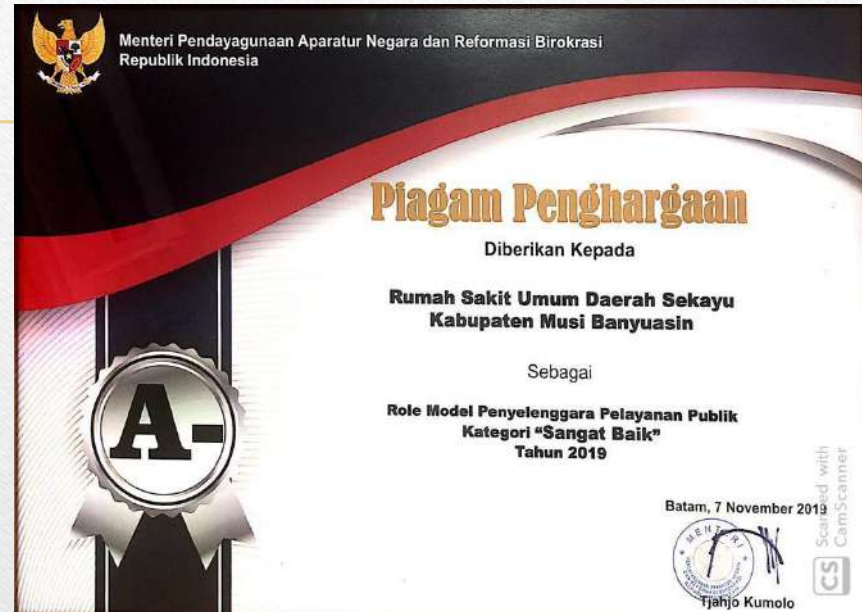 Menteri Pendayagunaan Aparatur Negara dan Reformasi Birokrasi
Republik Indonesia
Piagam Penghargaan
Diberikan Kepada
Rumah Sakit Umum Daerah Sekayu
Kabupaten Musi Banyuasin
Sebagai
Role Model Penyelenggara Pelayanan Publik
Kategori "Sangat Baik"
Tahun 2019
A-
Batam, 7 November 2019
MENTERI
Tjahjo Kumolo
CS Scanned with
CamScanner